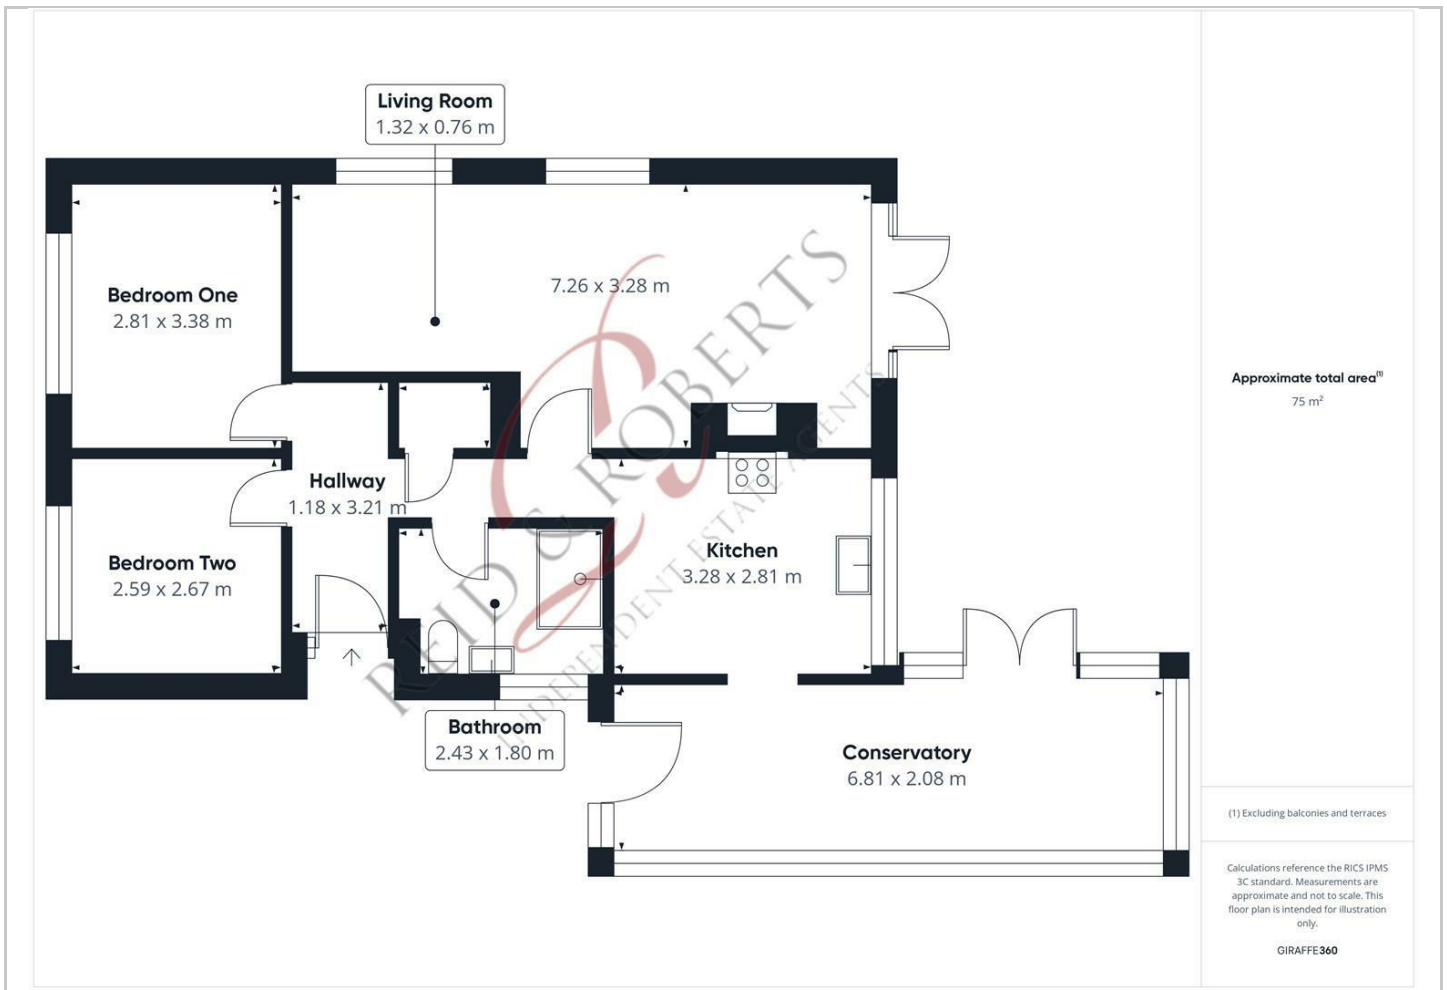 Living Room
1.32 x 0.76 m
7.26 x 3.28 m
Bedroom One
2.81 x 3.38 m
Hallway
1.18 x 3.21 m
Bedroom Two
2.59 x 2.67 m
Kitchen
3.28 x 2.81 m
Bathroom
2.43 x 1.80 m
Conservatory
6.81 x 2.08 m
REID & ROBERTS
INDEPENDENT ESTATE AGENTS
Approximate total area(1)
75 m²
(1) Excluding balconies and terraces
Calculations reference the RICS IPMS
3C standard. Measurements are
approximate and not to scale. This
floor plan is intended for illustration
only.
GIRAFFE360